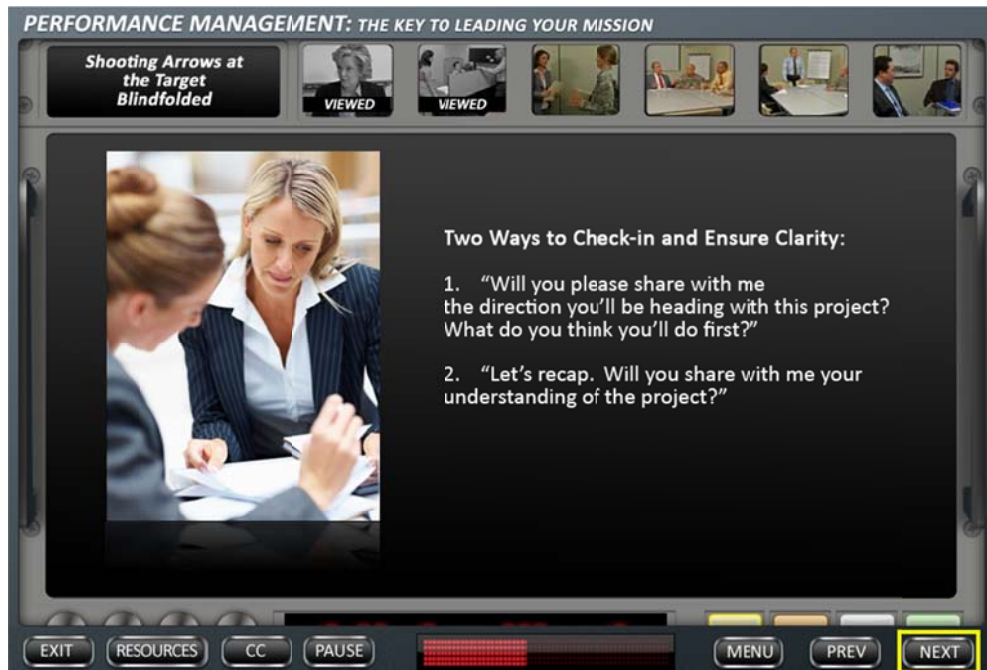 PERFORMANCE MANAGEMENT: THE KEY T0 LEADING YOUR MISSION
Shooting Arrows at
the Target
Blindfolded
VIEWED
VIEWED
Two Ways to Check-in and Ensure Clarity:
1. “Will you please share with me
the direction you’ll be heading with this project?
What do you think you’ll do first?”
2. “Let’s recap. Will you share with me your
understanding of the project?”
EXIT
RESOURCES
CC
PAUSE
MENU
PREV
NEXT